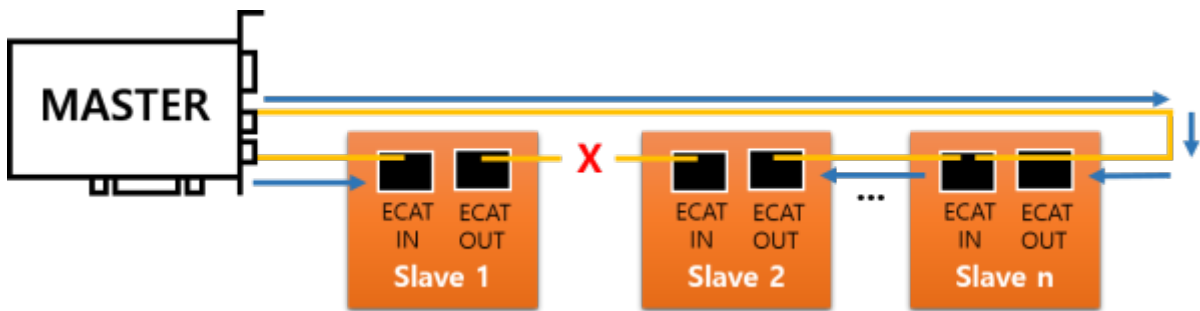 MASTER
X
ECAT IN
ECAT OUT
Slave 1
ECAT IN
ECAT OUT
Slave 2
...
ECAT IN
ECAT OUT
Slave n